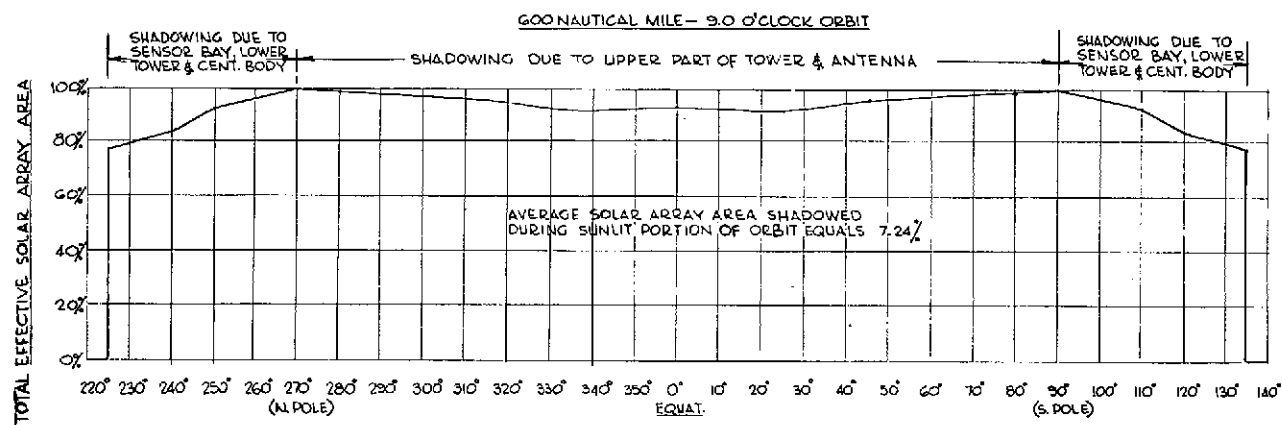 600 NAUTICAL MILE - 9.0 O'CLOCK ORBIT
SHADOWING DUE TO
SENSOR BAY, LOWER
TOWER & CENT. BODY
SHADOWING DUE TO UPPER PART OF TOWER & ANTENNA
SHADOWING DUE TO
SENSOR BAY, LOWER
TOWER & CENT. BODY
TOTAL EFFECTIVE SOLAR ARRAY AREA
100%
80%
60%
40%
20%
0%
AVERAGE SOLAR ARRAY AREA SHADOWED
DURING SUNLIT PORTION OF ORBIT EQUALS 7.24%
220° 230° 240° 250° 260° 270° 280° 290° 300° 310° 320° 330° 340° 350° 0° 10° 20° 30° 40° 50° 60° 70° 80° 90° 100° 110° 120° 130° 140°
(N. POLE) EQUAT. (S. POLE)